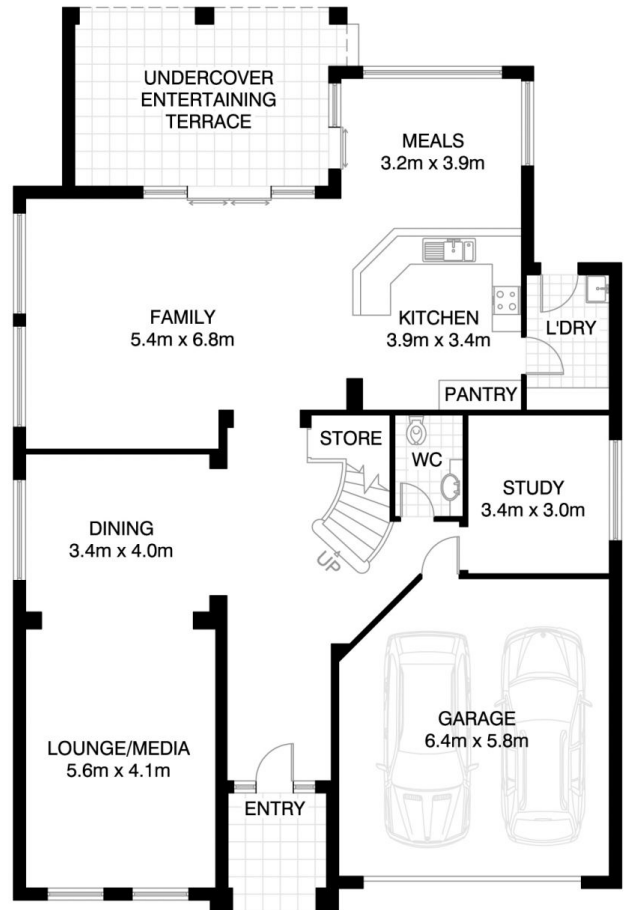 UNDERCOVER
ENTERTAINING
TERRACE
MEALS
3.2m x 3.9m
FAMILY
5.4m x 6.8m
KITCHEN
3.9m x 3.4m
L'DRY
PANTRY
STORE
WC
STUDY
3.4m x 3.0m
DINING
3.4m x 4.0m
UP
LOUNGE/MEDIA
5.6m x 4.1m
GARAGE
6.4m x 5.8m
ENTRY